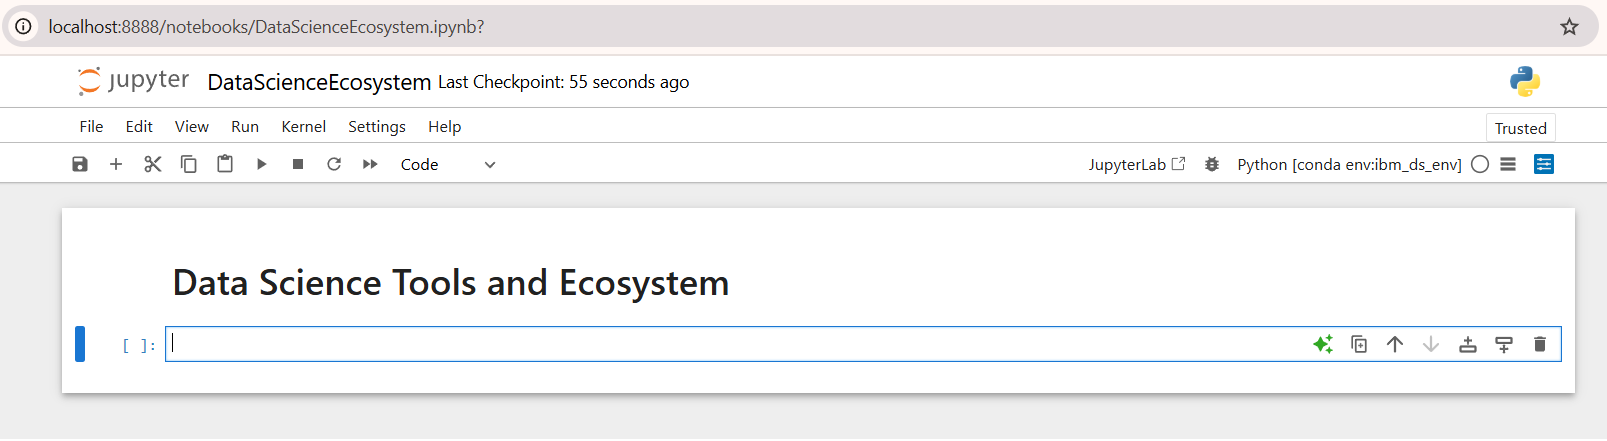 localhost:8888/notebooks/DataScienceEcosystem.ipynb?
jupyter DataScienceEcosystem Last Checkpoint: 55 seconds ago
File Edit View Run Kernel Settings Help Trusted
Code JupyterLab Python [conda env:ibm_ds_env]
Data Science Tools and Ecosystem
[ ]: